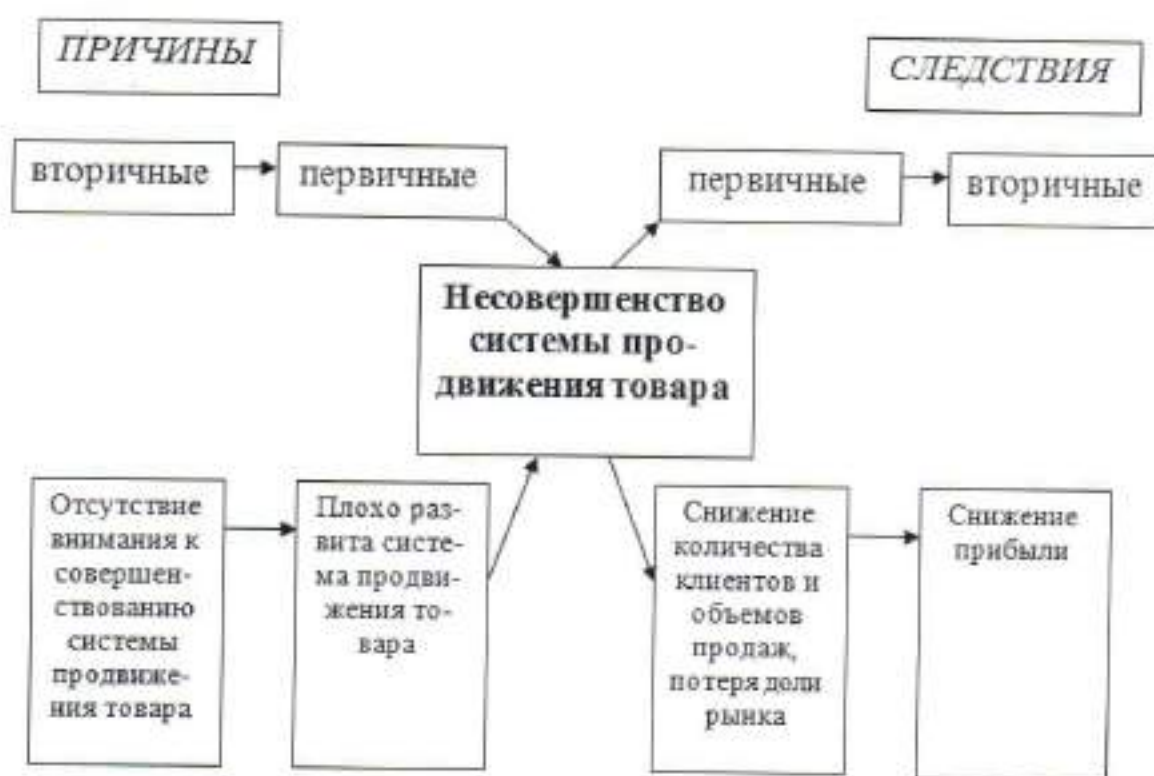 ПРИЧИНЫ
СЛЕДСТВИЯ
вторичные
первичные
первичные
вторичные
Несовершенство
системы про-
движения товара
Отсутствие
внимания к
совершен-
ствованию
системы
продвиже-
ния товара
Плохо раз-
вита систе-
ма продви-
жения то-
вара
Снижение
количества
клиентов и
объемов
продаж,
потеря доли
рынка
Снижение
прибыли